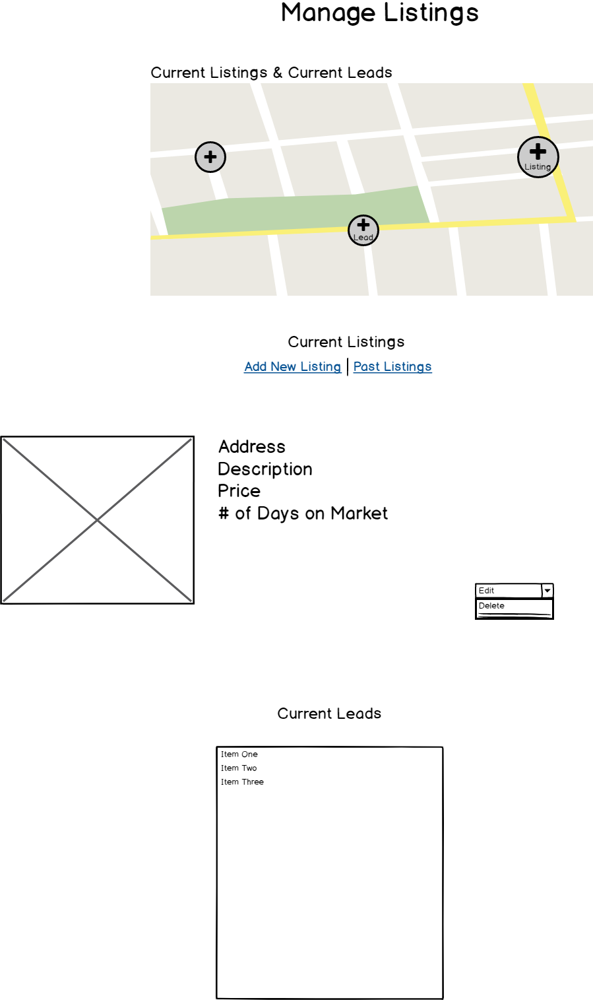 Manage Listings
Current Listings & Current Leads
Listing
Lead
Current Listings
Add New Listing | Past Listings
Address
Description
Price
# of Days on Market
Edit
Delete
Current Leads
Item One
Item Two
Item Three